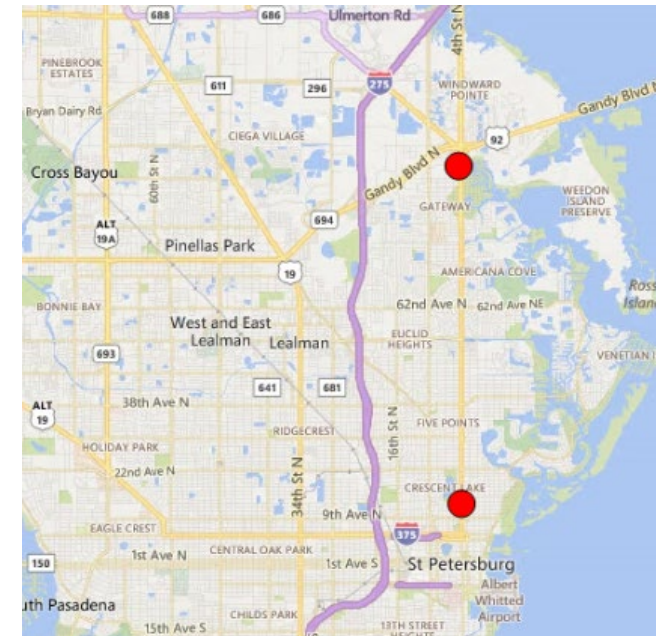 688
686
Ulmerton Rd
4th St N
PINEBROOK
ESTATES
611
296
275
WINDWARD
POINTE
Gandy Blvd N
Bryan Dairy Rd
CIEGA VILLAGE
92
Gandy Blvd N
Cross Bayou
60th St N
GATEWAY
WEEDON
ISLAND
PRESERVE
694
ALT
19A
Pinellas Park
19
AMERICANA COVE
BONNIE BAY
62nd Ave N
62nd Ave NE
Ross
Island
West and East
Lealman
Lealman
EUCLID
HEIGHTS
693
VENETIAN I
641
681
ALT
19
38th Ave N
16th St N
FIVE POINTS
RIDGECREST
HOLIDAY PARK
22nd Ave N
34th St N
CRESCENT LAKE
9th Ave N
EAGLE CREST
375
CENTRAL OAK PARK
1st Ave N
1st Ave S
150
St Petersburg
Albert
Whitted
Airport
uth Pasadena
CHILDS PARK
15th Ave S
13TH STREET
HEIGHTS